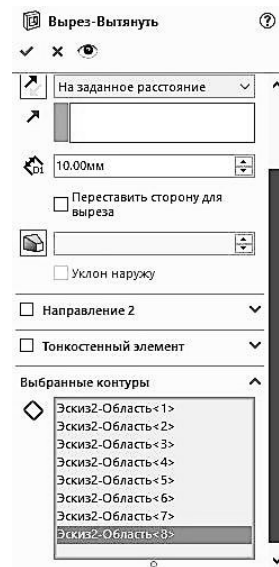 Вырез-Вытянуть
На заданное расстояние
D1
10.00мм
Переставить сторону для
выреза
Уклон наружу
Направление 2
Тонкостенный элемент
Выбранные контуры
Эскиз2-Область<1>
Эскиз2-Область<2>
Эскиз2-Область<3>
Эскиз2-Область<4>
Эскиз2-Область<5>
Эскиз2-Область<6>
Эскиз2-Область<7>
Эскиз2-Область<8>